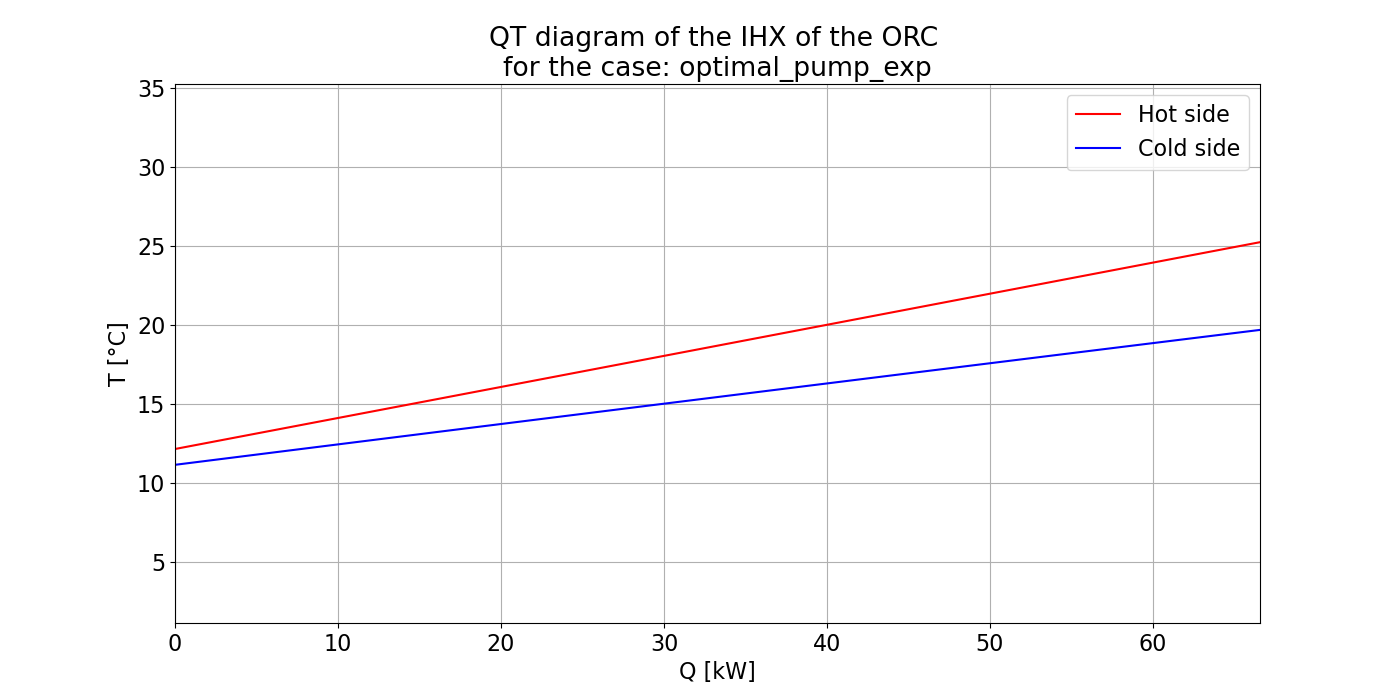 QT diagram of the IHX of the ORC
for the case: optimal_pump_exp
Hot side
Cold side
T [°C]
35
30
25
20
15
10
5
0
10
20
30
40
50
60
Q [kW]